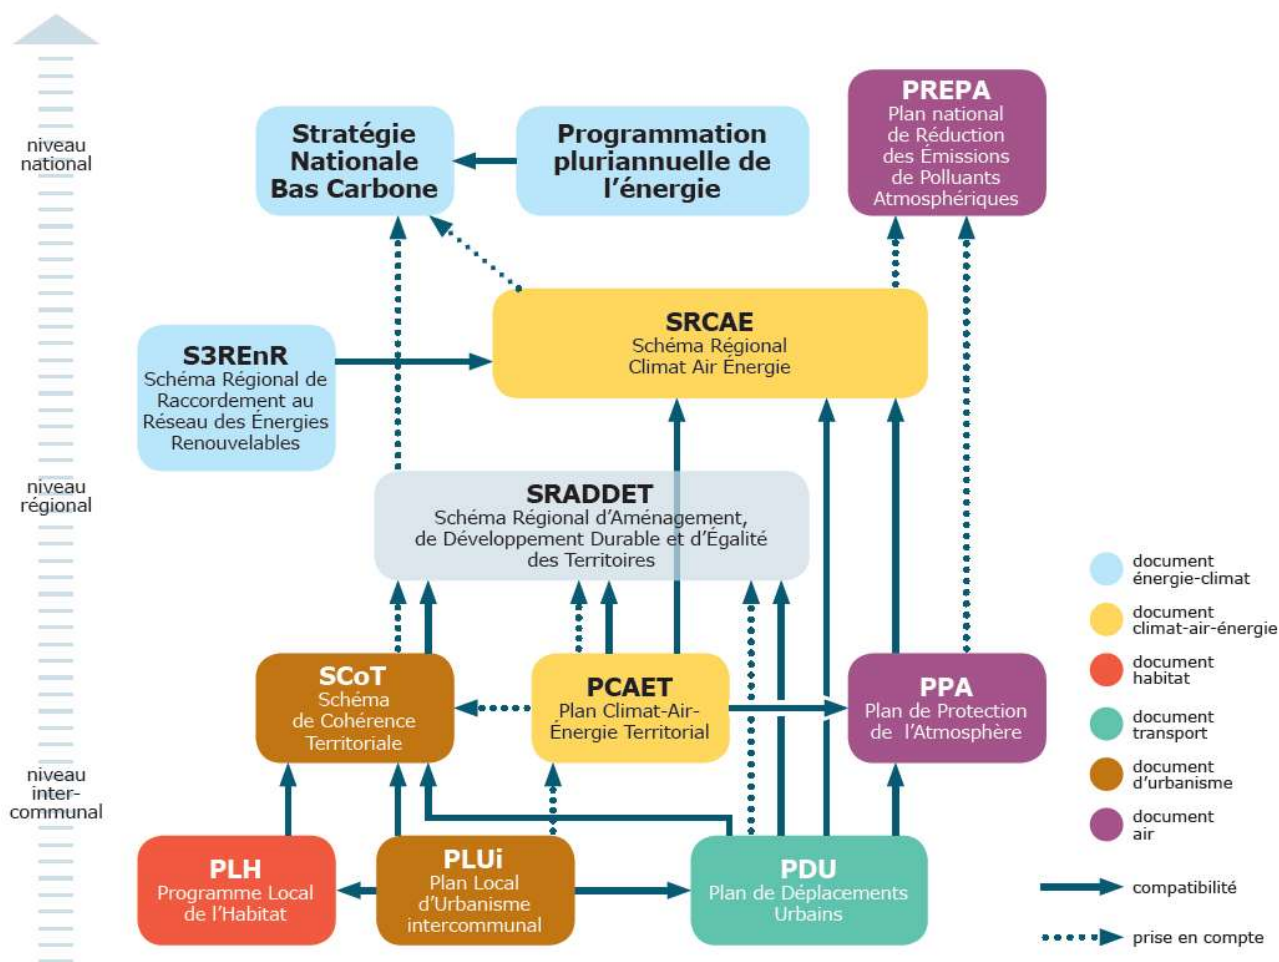 niveau
national
Stratégie
Nationale
Bas Carbone
Programmation
pluriannuelle de
l’énergie
PREPA
Plan national
de Réduction
des Émissions
de Polluants
Atmosphériques
SRCAE
Schéma Régional
Climat Air Énergie
S3REnR
Schéma Régional de
Raccordement au
Réseau des Énergies
Renouvelables
niveau
régional
SRADDET
Schéma Régional d’Aménagement,
de Développement Durable et d’Égalité
des Territoires
SCoT
Schéma
de Cohérence
Territoriale
PCAET
Plan Climat-Air-
Énergie Territorial
PPA
Plan de Protection
de l’Atmosphère
niveau
inter-
communal
PLH
Programme Local
de l’Habitat
PLUi
Plan Local
d’Urbanisme
intercommunal
PDU
Plan de Déplacements
Urbains
document
énergie-climat
document
climat-air-énergie
document
habitat
document
transport
document
d’urbanisme
document
air
compatibilité
prise en compte